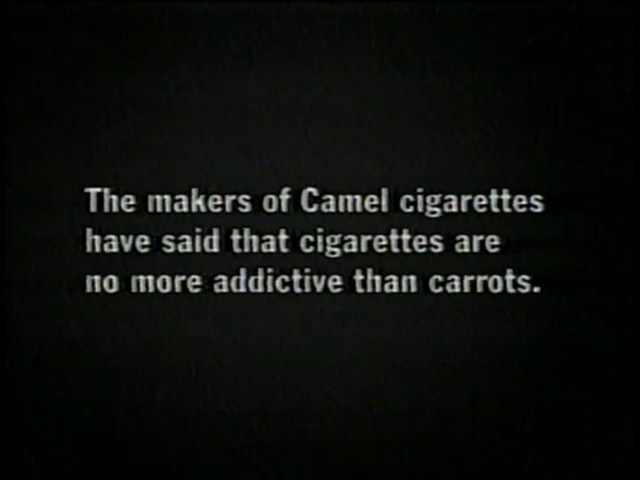 The makers of Camel cigarettes
have said that cigarettes are
no more addictive than carrots.